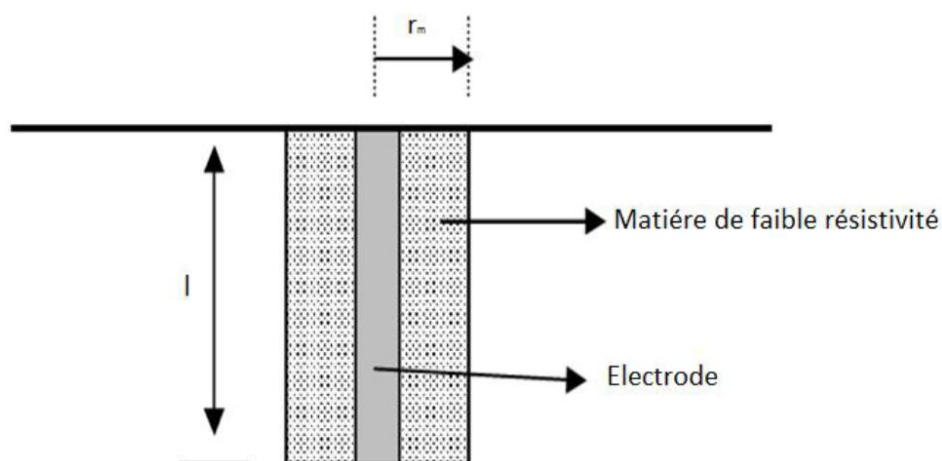 rₘ
Matiére de faible résistivité
l
Electrode